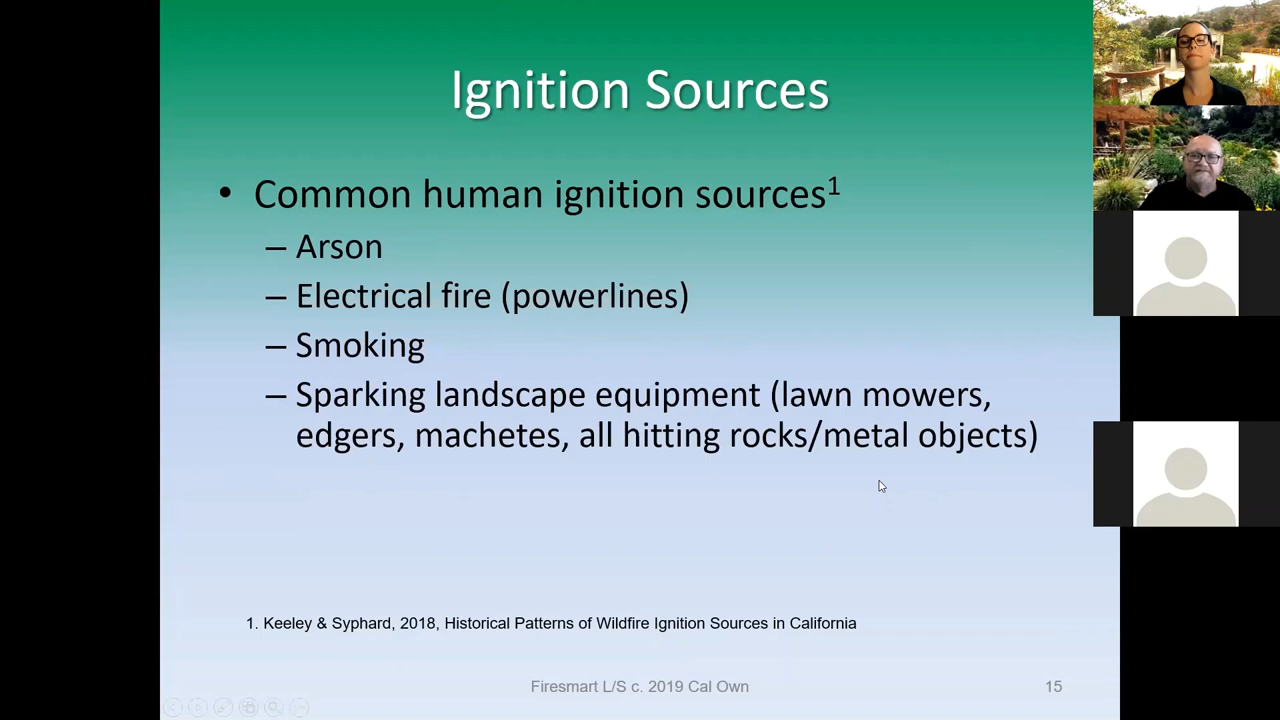 Ignition Sources
• Common human ignition sources1
– Arson
– Electrical fire (powerlines)
– Smoking
– Sparking landscape equipment (lawn mowers,
edgers, machetes, all hitting rocks/metal objects)
1. Keeley & Syphard, 2018, Historical Patterns of Wildfire Ignition Sources in California
Firesmart L/S c. 2019 Cal Own
15